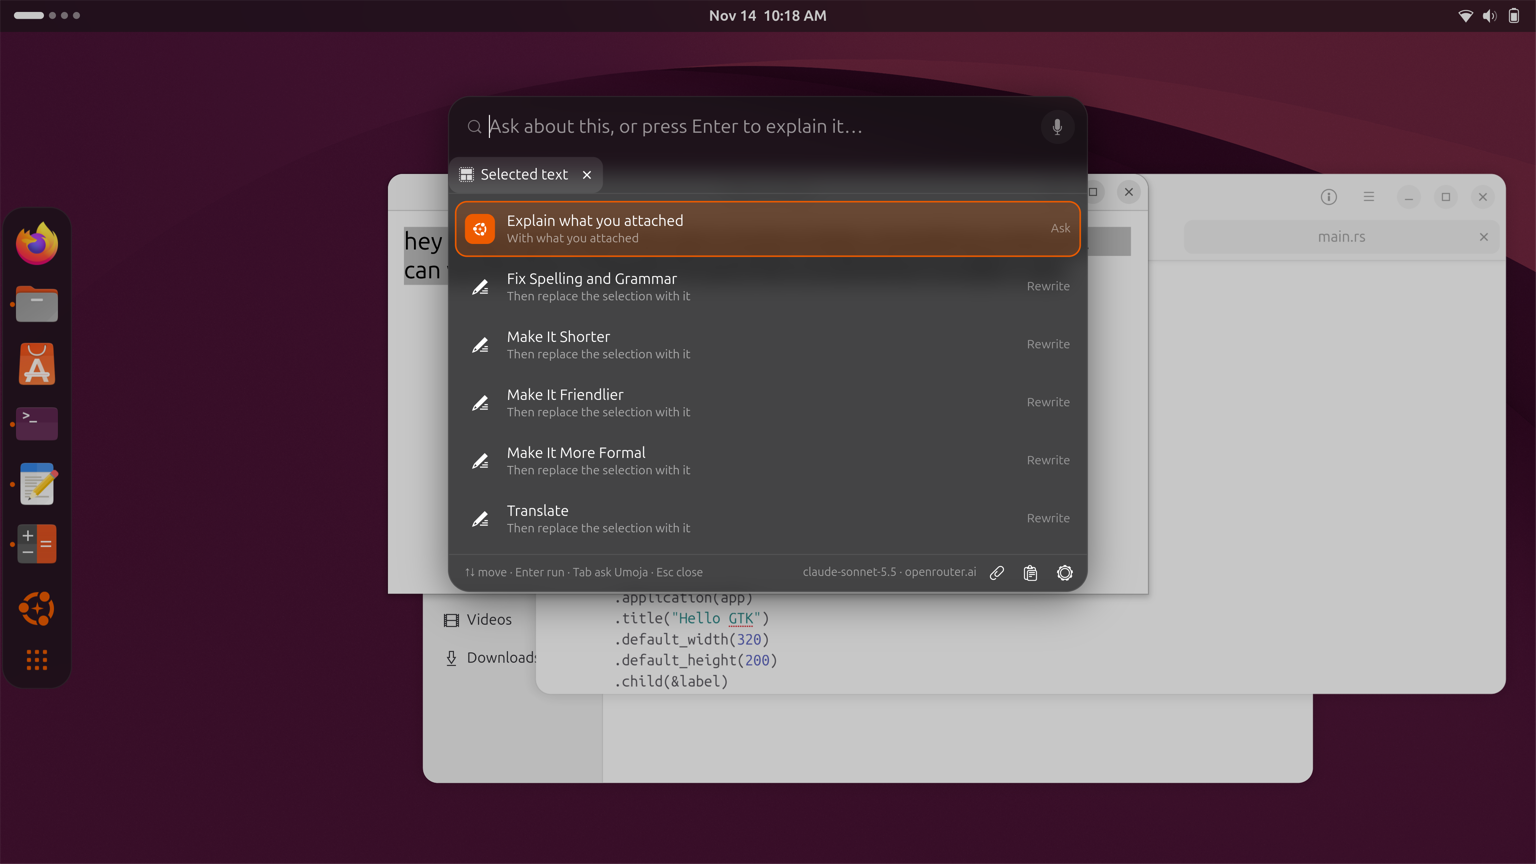 Nov 14 10:18 AM
Ask about this, or press Enter to explain it…
Selected text
hey
can
Explain what you attached
With what you attached
Ask
Fix Spelling and Grammar
Then replace the selection with it
Rewrite
Make It Shorter
Then replace the selection with it
Rewrite
Make It Friendlier
Then replace the selection with it
Rewrite
Make It More Formal
Then replace the selection with it
Rewrite
Translate
Then replace the selection with it
Rewrite
↑↓ move · Enter run · Tab ask Umoja · Esc close
claude-sonnet-5.5 · openrouter.ai
main.rs
.application(app)
.title("Hello GTK")
.default_width(320)
.default_height(200)
.child(&label)
Videos
Downloads